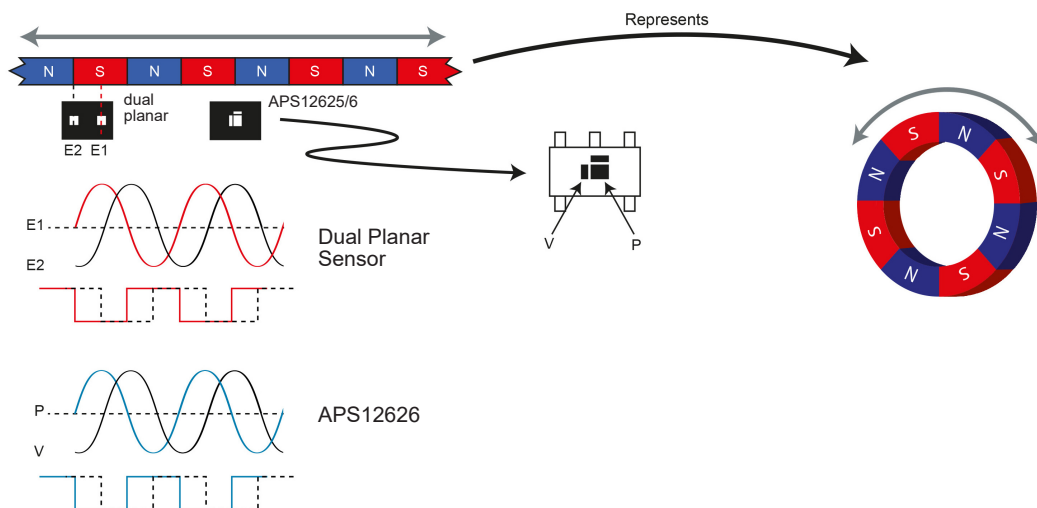 Represents
N S N S N S N S
dual
planar
APS12625/6
E2 E1
V P
S N S N S N S N
E1
E2
Dual Planar
Sensor
P
V
APS12626